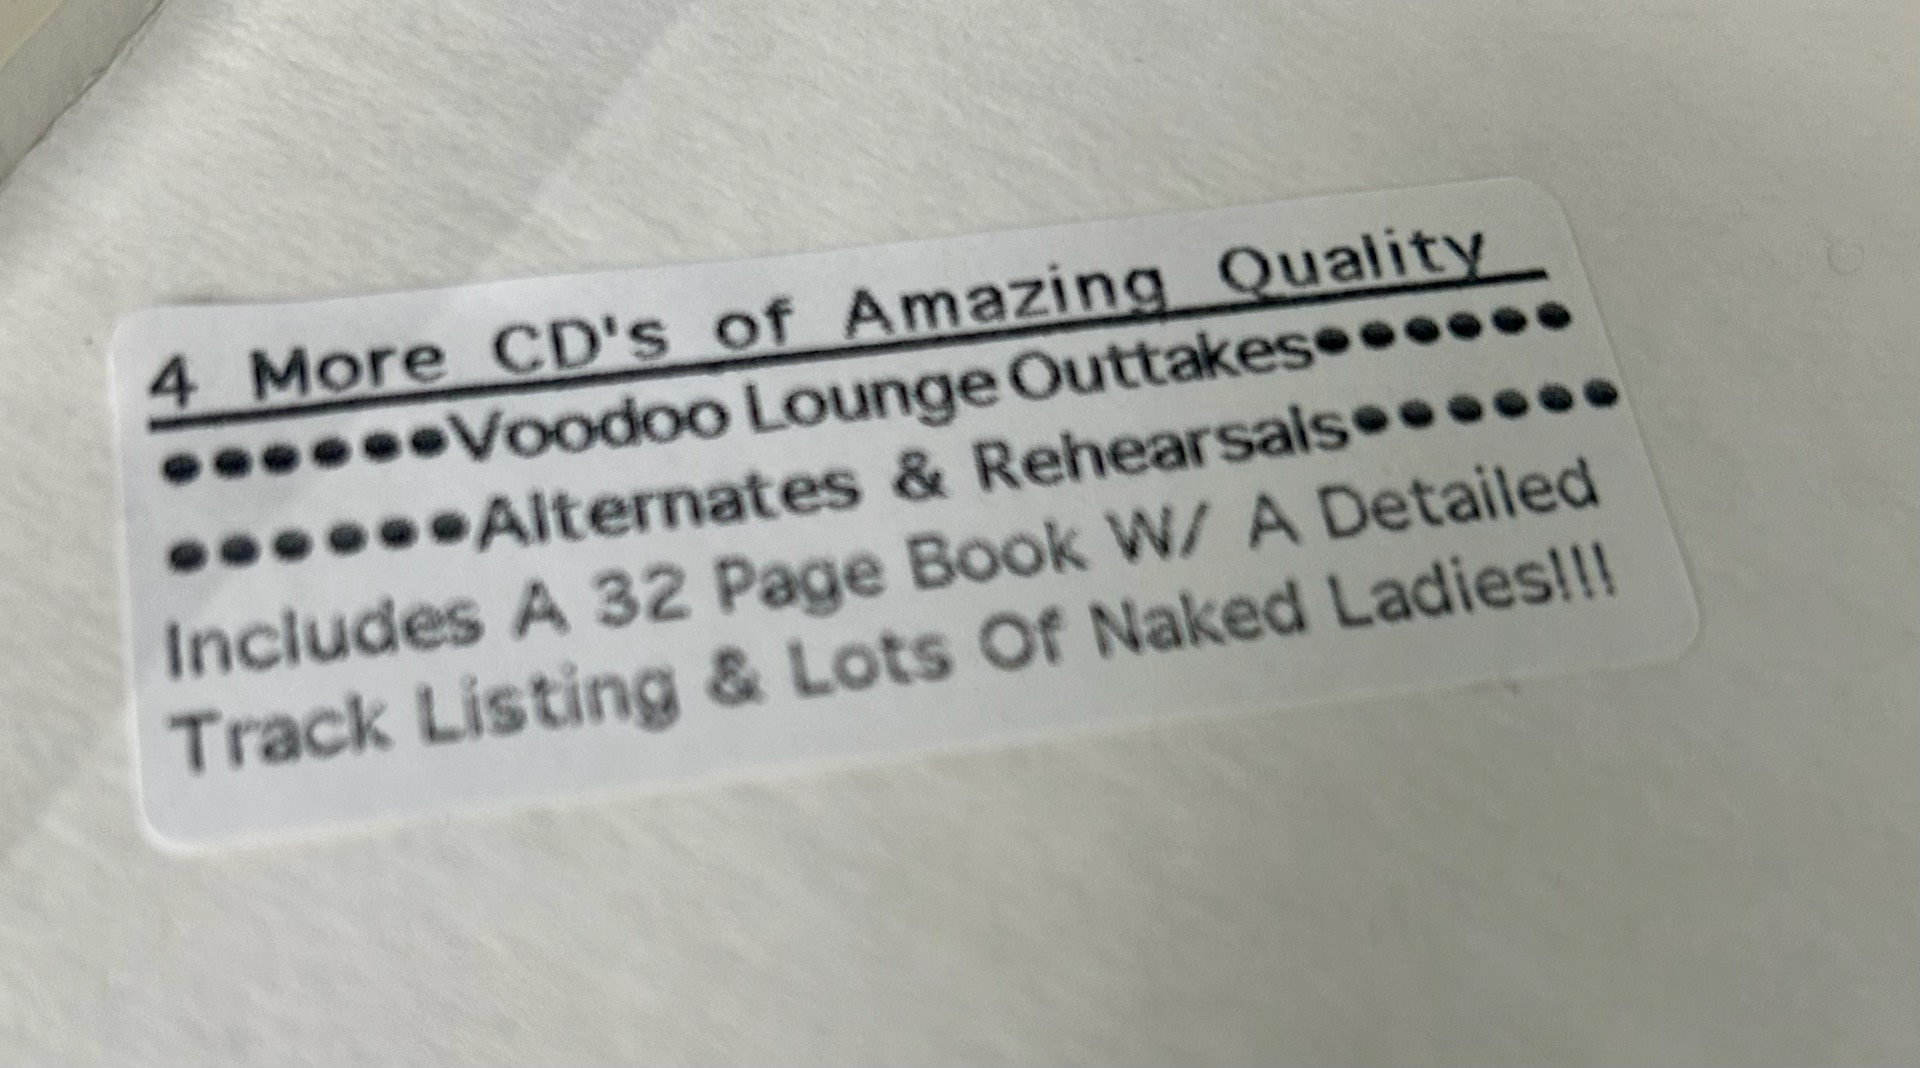 4 More CD's of Amazing Quality
••••••Voodoo Lounge Outtakes••••••
••••••Alternates & Rehearsals••••••
Includes A 32 Page Book W/ A Detailed
Track Listing & Lots Of Naked Ladies!!!